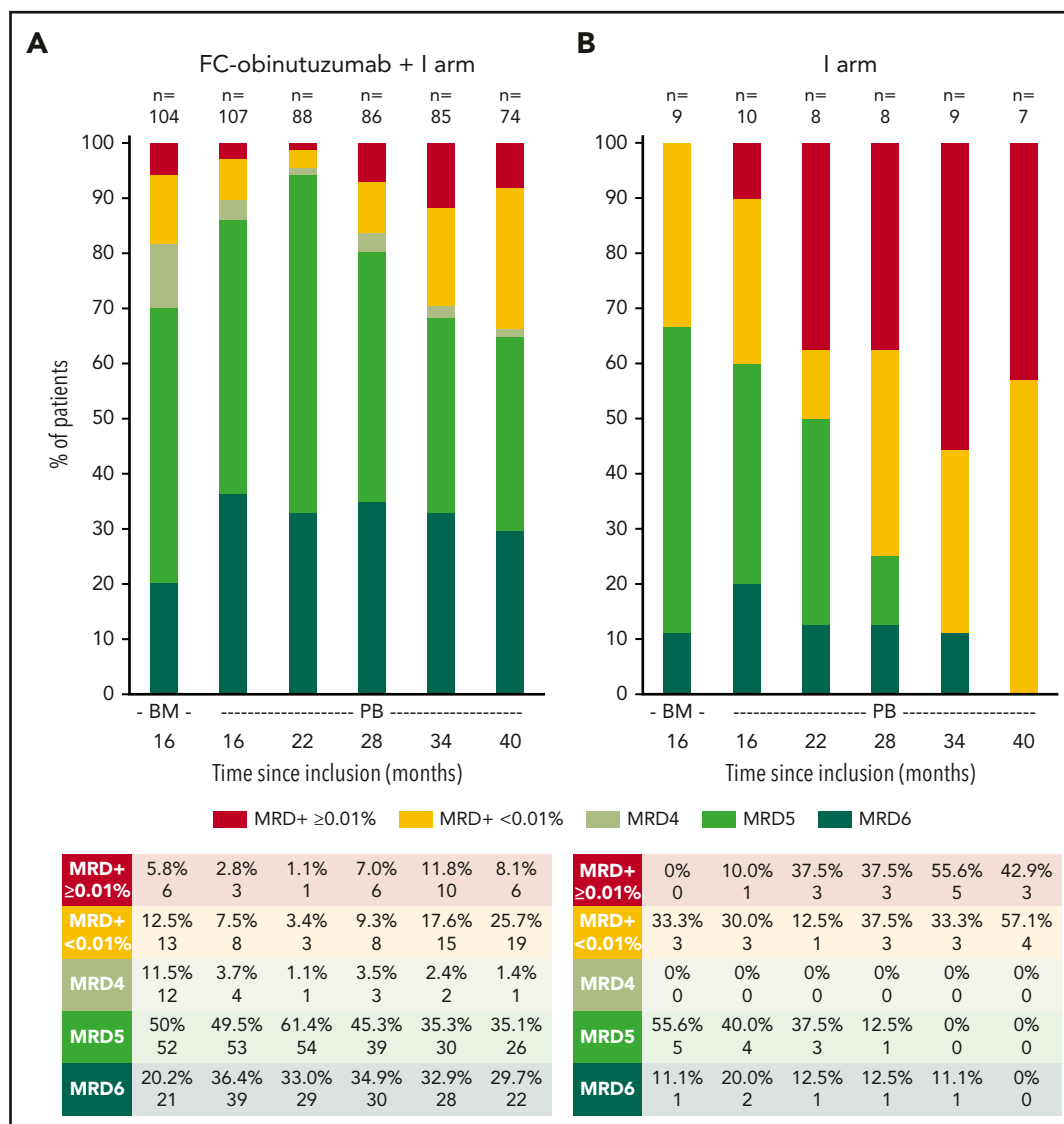 A
FC-obinutuzumab + I arm
n= n= n= n= n= n=
104 107 88 86 85 74
100
90
80
70
60
50
40
30
20
10
0
% of patients
- BM - -------------------- PB --------------------
16 16 22 28 34 40
Time since inclusion (months)
B
I arm
n= n= n= n= n= n=
9 10 8 8 9 7
100
90
80
70
60
50
40
30
20
10
0
- BM - -------------------- PB --------------------
16 16 22 28 34 40
Time since inclusion (months)
MRD+ ≥0.01% MRD+ <0.01% MRD4 MRD5 MRD6
MRD+ ≥0.01%
5.8% 2.8% 1.1% 7.0% 11.8% 8.1%
6 3 1 6 10 6
MRD+ <0.01%
12.5% 7.5% 3.4% 9.3% 17.6% 25.7%
13 8 3 8 15 19
MRD4
11.5% 3.7% 1.1% 3.5% 2.4% 1.4%
12 4 1 3 2 1
MRD5
50% 49.5% 61.4% 45.3% 35.3% 35.1%
52 53 54 39 30 26
MRD6
20.2% 36.4% 33.0% 34.9% 32.9% 29.7%
21 39 29 30 28 22
MRD+ ≥0.01%
0% 10.0% 37.5% 37.5% 55.6% 42.9%
0 1 3 3 5 3
MRD+ <0.01%
33.3% 30.0% 12.5% 37.5% 33.3% 57.1%
3 3 1 3 3 4
MRD4
0% 0% 0% 0% 0% 0%
0 0 0 0 0 0
MRD5
55.6% 40.0% 37.5% 12.5% 0% 0%
5 4 3 1 0 0
MRD6
11.1% 20.0% 12.5% 12.5% 11.1% 0%
1 2 1 1 1 0